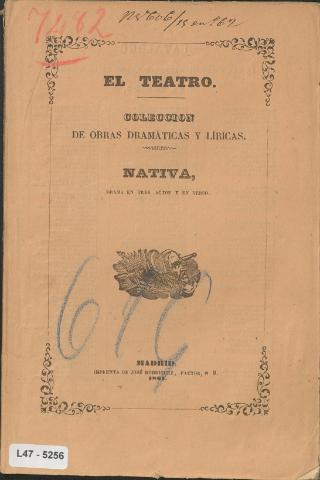 7482
EL TEATRO.
COLECCION
DE OBRAS DRAMÁTICAS Y LÍRICAS.
NATIVA,
DRAMA EN TRES ACTOS Y EN VERSO.
MADRID
IMPRENTA DE JOSÉ RODRIGUEZ, FACTOR, 9
L47 - 5256